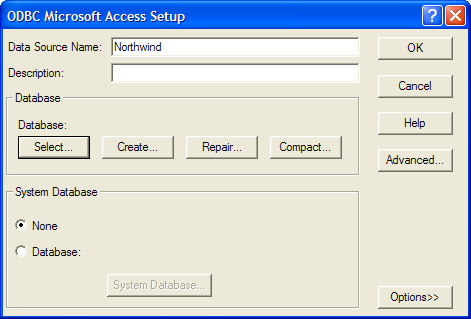 ODBC Microsoft Access Setup
Data Source Name: Northwind
OK
Description:
Cancel
Database
Database:
Select... Create... Repair... Compact...
Help
Advanced...
System Database
None
Database:
System Database...
Options>>